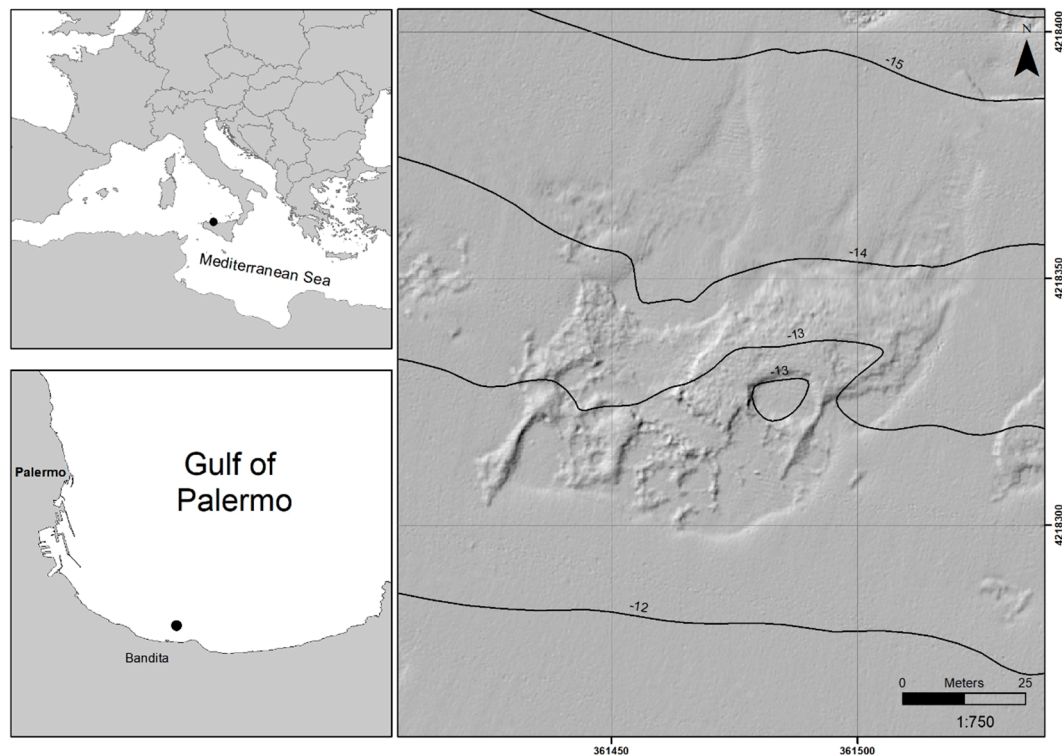 Mediterranean Sea
Palermo
Gulf of
Palermo
Bandita
N
-15
-14
-13
-13
-12
0 Meters 25
1:750
361450
361500
4218400
4218350
4218300